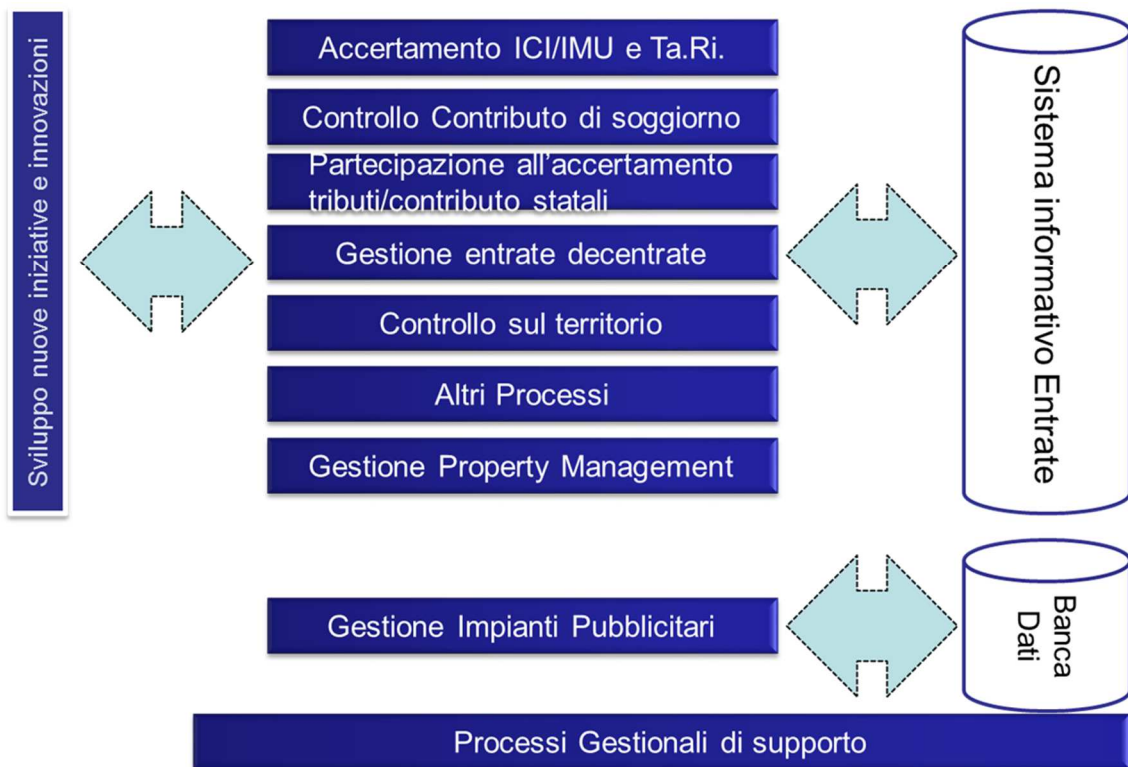 Sviluppo nuove iniziative e innovazioni
Accertamento ICI/IMU e Ta.Ri.
Controllo Contributo di soggiorno
Partecipazione all'accertamento
tributi/contributo statali
Gestione entrate decentrate
Controllo sul territorio
Altri Processi
Gestione Property Management
Sistema informativo Entrate
Gestione Impianti Pubblicitari
Banca
Dati
Processi Gestionali di supporto